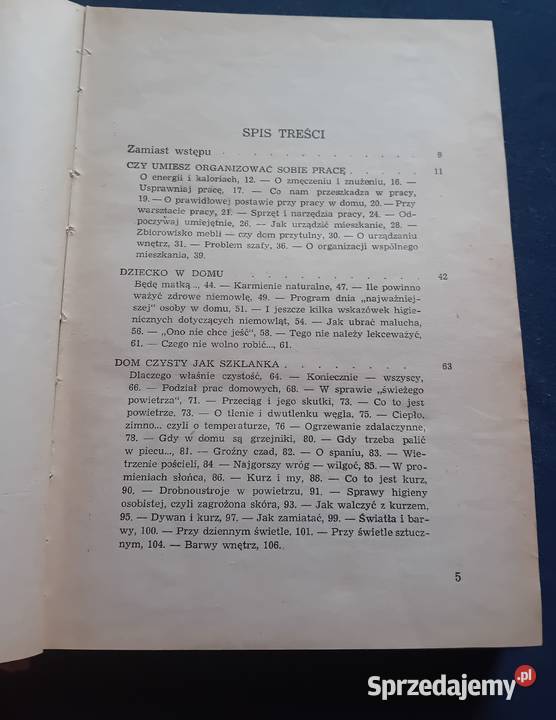 SPIS TREŚCI
Zamiast wstępu . . . . . . . . . . . 9
CZY UMIESZ ORGANIZOWAĆ SOBIE PRACĘ . . . . . 11
O energii i kaloriach, 12. — O zmęczeniu i znużeniu, 16. —
Usprawniaj pracę, 17. — Co nam przeszkadza w pracy,
19. — O prawidłowej postawie przy pracy w domu, 20. — Przy
warsztacie pracy, 21. — Sprzęt i narzędzia pracy, 24. — Od-
poczywaj umiejętnie, 26. — Jak urządzić mieszkanie, 28. —
Zbiorowisko mebli — czy dom przytulny, 30. — O urządzaniu
wnętrz, 31. — Problem szafy, 36. — O organizacji wspólnego
mieszkania, 39.
DZIECKO W DOMU . . . . . . . . . . 42
Będę matką..., 44. — Karmienie naturalne, 47. — Ile powinno
ważyć zdrowe niemowlę, 49. — Program dnia „najważniej-
szej” osoby w domu, 51. — I jeszcze kilka wskazówek higie-
nicznych dotyczących niemowląt, 54. — Jak ubrać malucha,
56. — „Ono nie chce jeść”, 58. — Tego nie należy lekceważyć,
61. — Czego nie wolno robić..., 61.
DOM CZYSTY JAK SZKLANKA . . . . . . . . 63
Dlaczego właśnie czystość, 64. — Koniecznie — wszyscy,
66. — Podział prac domowych, 68. — W sprawie „świeżego
powietrza”, 71. — Przeciąg i jego skutki, 73. — Co to jest
powietrze, 73. — O tlenie i dwutlenku węgla, 75. — Ciepło,
zimno... czyli o temperaturze, 76 — Ogrzewanie zdalaczynne,
78. — Gdy w domu są grzejniki, 80. — Gdy trzeba palić
w piecu..., 81. — Groźny czad, 82. — O spaniu, 83. — Wie-
trzenie pościeli, 84 — Najgorszy wróg — wilgoć, 85. — W pro-
mieniach słońca, 86. — Kurz i my, 88. — Co to jest kurz,
90. — Drobnoustroje w powietrzu, 91. — Sprawy higieny
osobistej, czyli zagrożona skóra, 93. — Jak walczyć z kurzem,
95. — Dywan i kurz, 97. — Jak zamiatać, 99. — Światła i bar-
wy, 100. — Przy dziennym świetle, 101. — Przy świetle sztucz-
nym, 104. — Barwy wnętrz, 106.
5
Sprzedajemy.pl